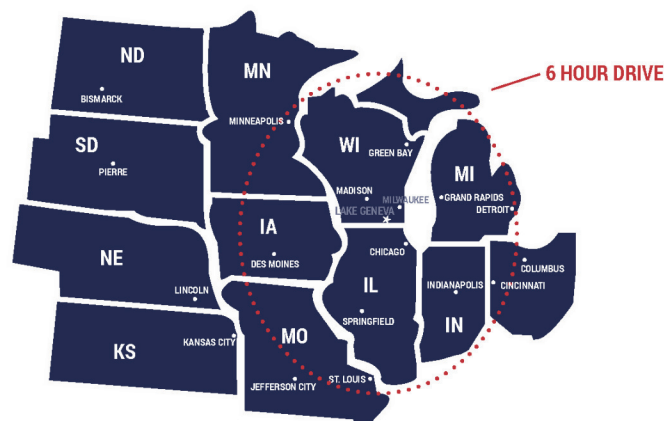 ND
BISMARCK
MN
MINNEAPOLIS
6 HOUR DRIVE
SD
PIERRE
WI
GREEN BAY
MADISON
MILWAUKEE
LAKE GENEVA
MI
GRAND RAPIDS
DETROIT
IA
DES MOINES
CHICAGO
NE
LINCOLN
IL
SPRINGFIELD
INDIANAPOLIS
IN
COLUMBUS
CINCINNATI
KS
KANSAS CITY
MO
JEFFERSON CITY
ST. LOUIS